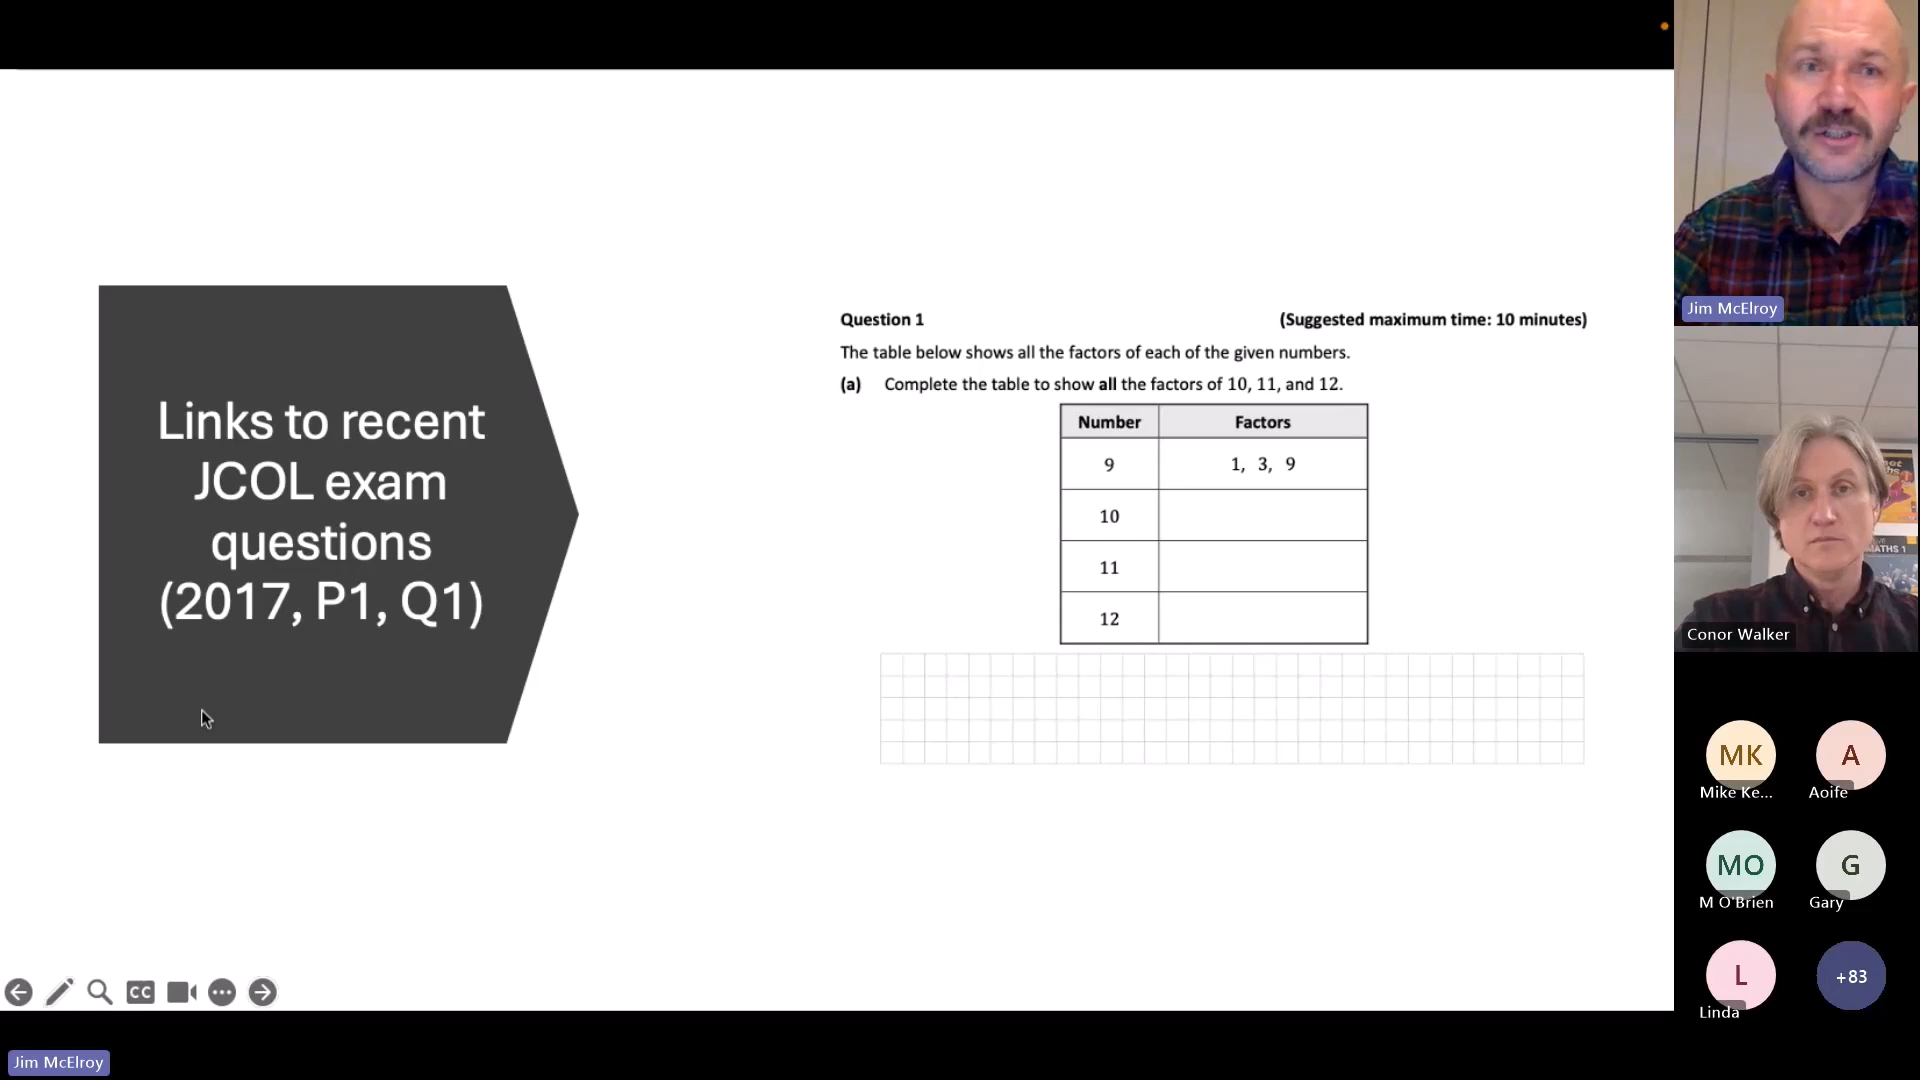 Links to recent
JCOL exam
questions
(2017, P1, Q1)
Question 1 (Suggested maximum time: 10 minutes)
The table below shows all the factors of each of the given numbers.
(a) Complete the table to show all the factors of 10, 11, and 12.
Number Factors
9 1, 3, 9
10
11
12
CC
Jim McElroy
Jim McElroy
Conor Walker
MATHS 1
MK
Mike Ke...
A
Aoife
MO
M O'Brien
G
Gary
L
Linda
+83